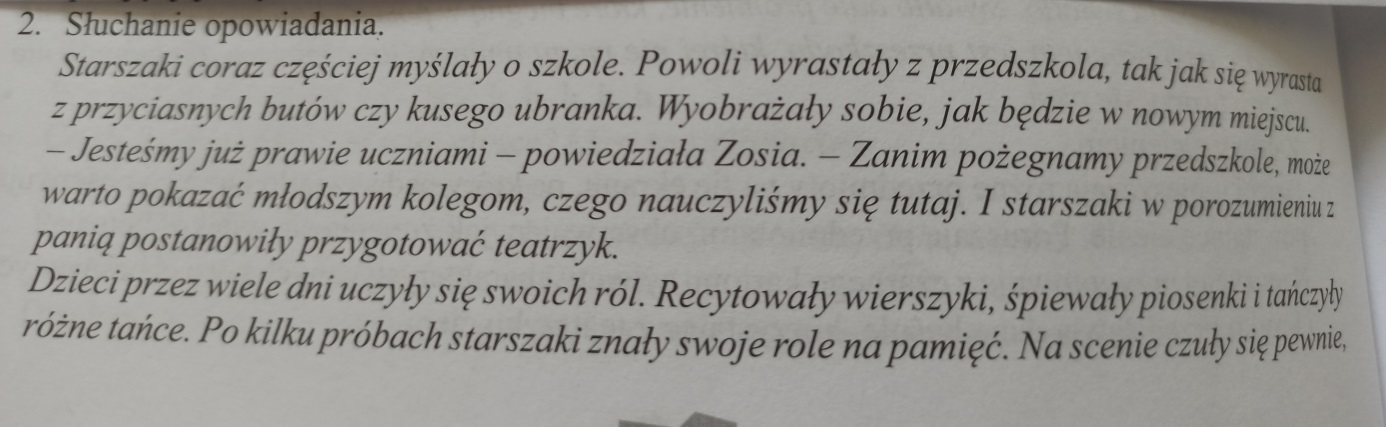 2. Słuchanie opowiadania.
Starszaki coraz częściej myślały o szkole. Powoli wyrastały z przedszkola, tak jak się wyrasta
z przyciasnych butów czy kusego ubranka. Wyobrażały sobie, jak będzie w nowym miejscu.
– Jesteśmy już prawie uczniami – powiedziała Zosia. – Zanim pożegnamy przedszkole, może
warto pokazać młodszym kolegom, czego nauczyliśmy się tutaj. I starszaki w porozumieniu z
panią postanowiły przygotować teatrzyk.
Dzieci przez wiele dni uczyły się swoich ról. Recytowały wierszyki, śpiewały piosenki i tańczyły
różne tańce. Po kilku próbach starszaki znały swoje role na pamięć. Na scenie czuły się pewnie,